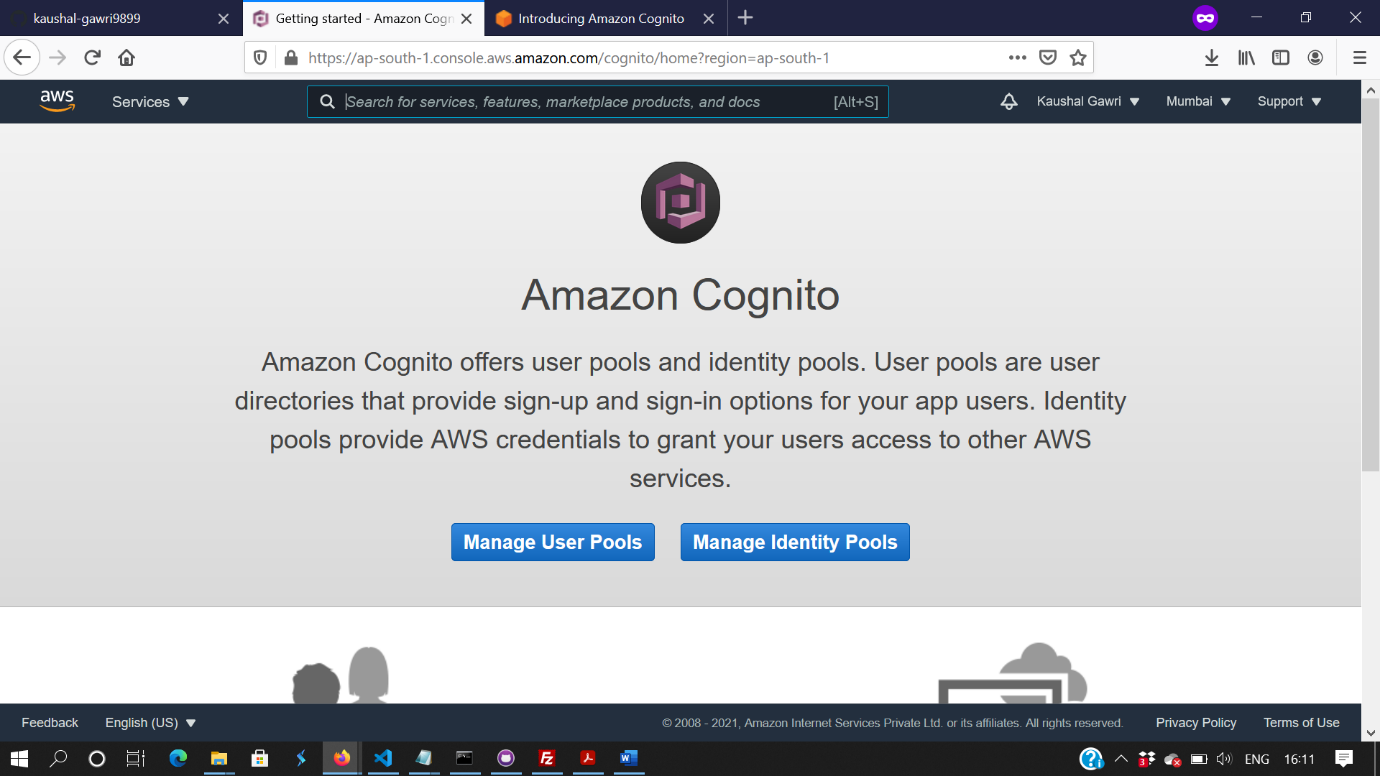 kaushal-gawri9899
Getting started - Amazon Cogn
Introducing Amazon Cognito
https://ap-south-1.console.aws.amazon.com/cognito/home?region=ap-south-1
aws
Services
Search for services, features, marketplace products, and docs
[Alt+S]
Kaushal Gawri
Mumbai
Support
Amazon Cognito
Amazon Cognito offers user pools and identity pools. User pools are user
directories that provide sign-up and sign-in options for your app users. Identity
pools provide AWS credentials to grant your users access to other AWS
services.
Manage User Pools
Manage Identity Pools
Feedback
English (US)
© 2008 - 2021, Amazon Internet Services Private Ltd. or its affiliates. All rights reserved.
Privacy Policy
Terms of Use
3
ENG
16:11